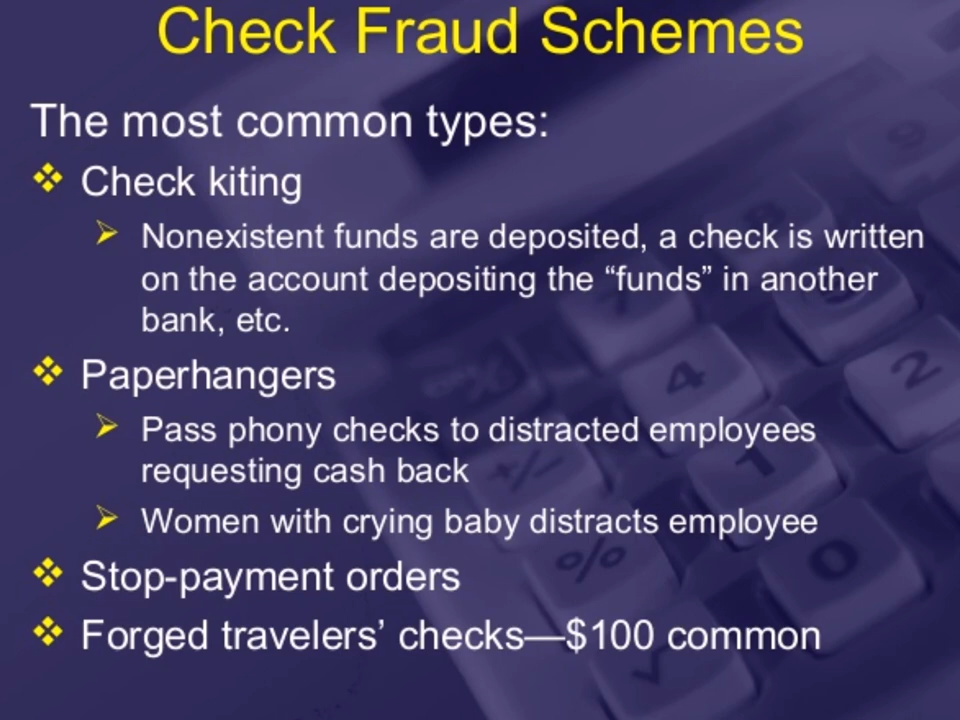 Check Fraud Schemes
The most common types:
Check kiting
Nonexistent funds are deposited, a check is written
on the account depositing the “funds” in another
bank, etc.
Paperhangers
Pass phony checks to distracted employees
requesting cash back
Women with crying baby distracts employee
Stop-payment orders
Forged travelers’ checks—$100 common